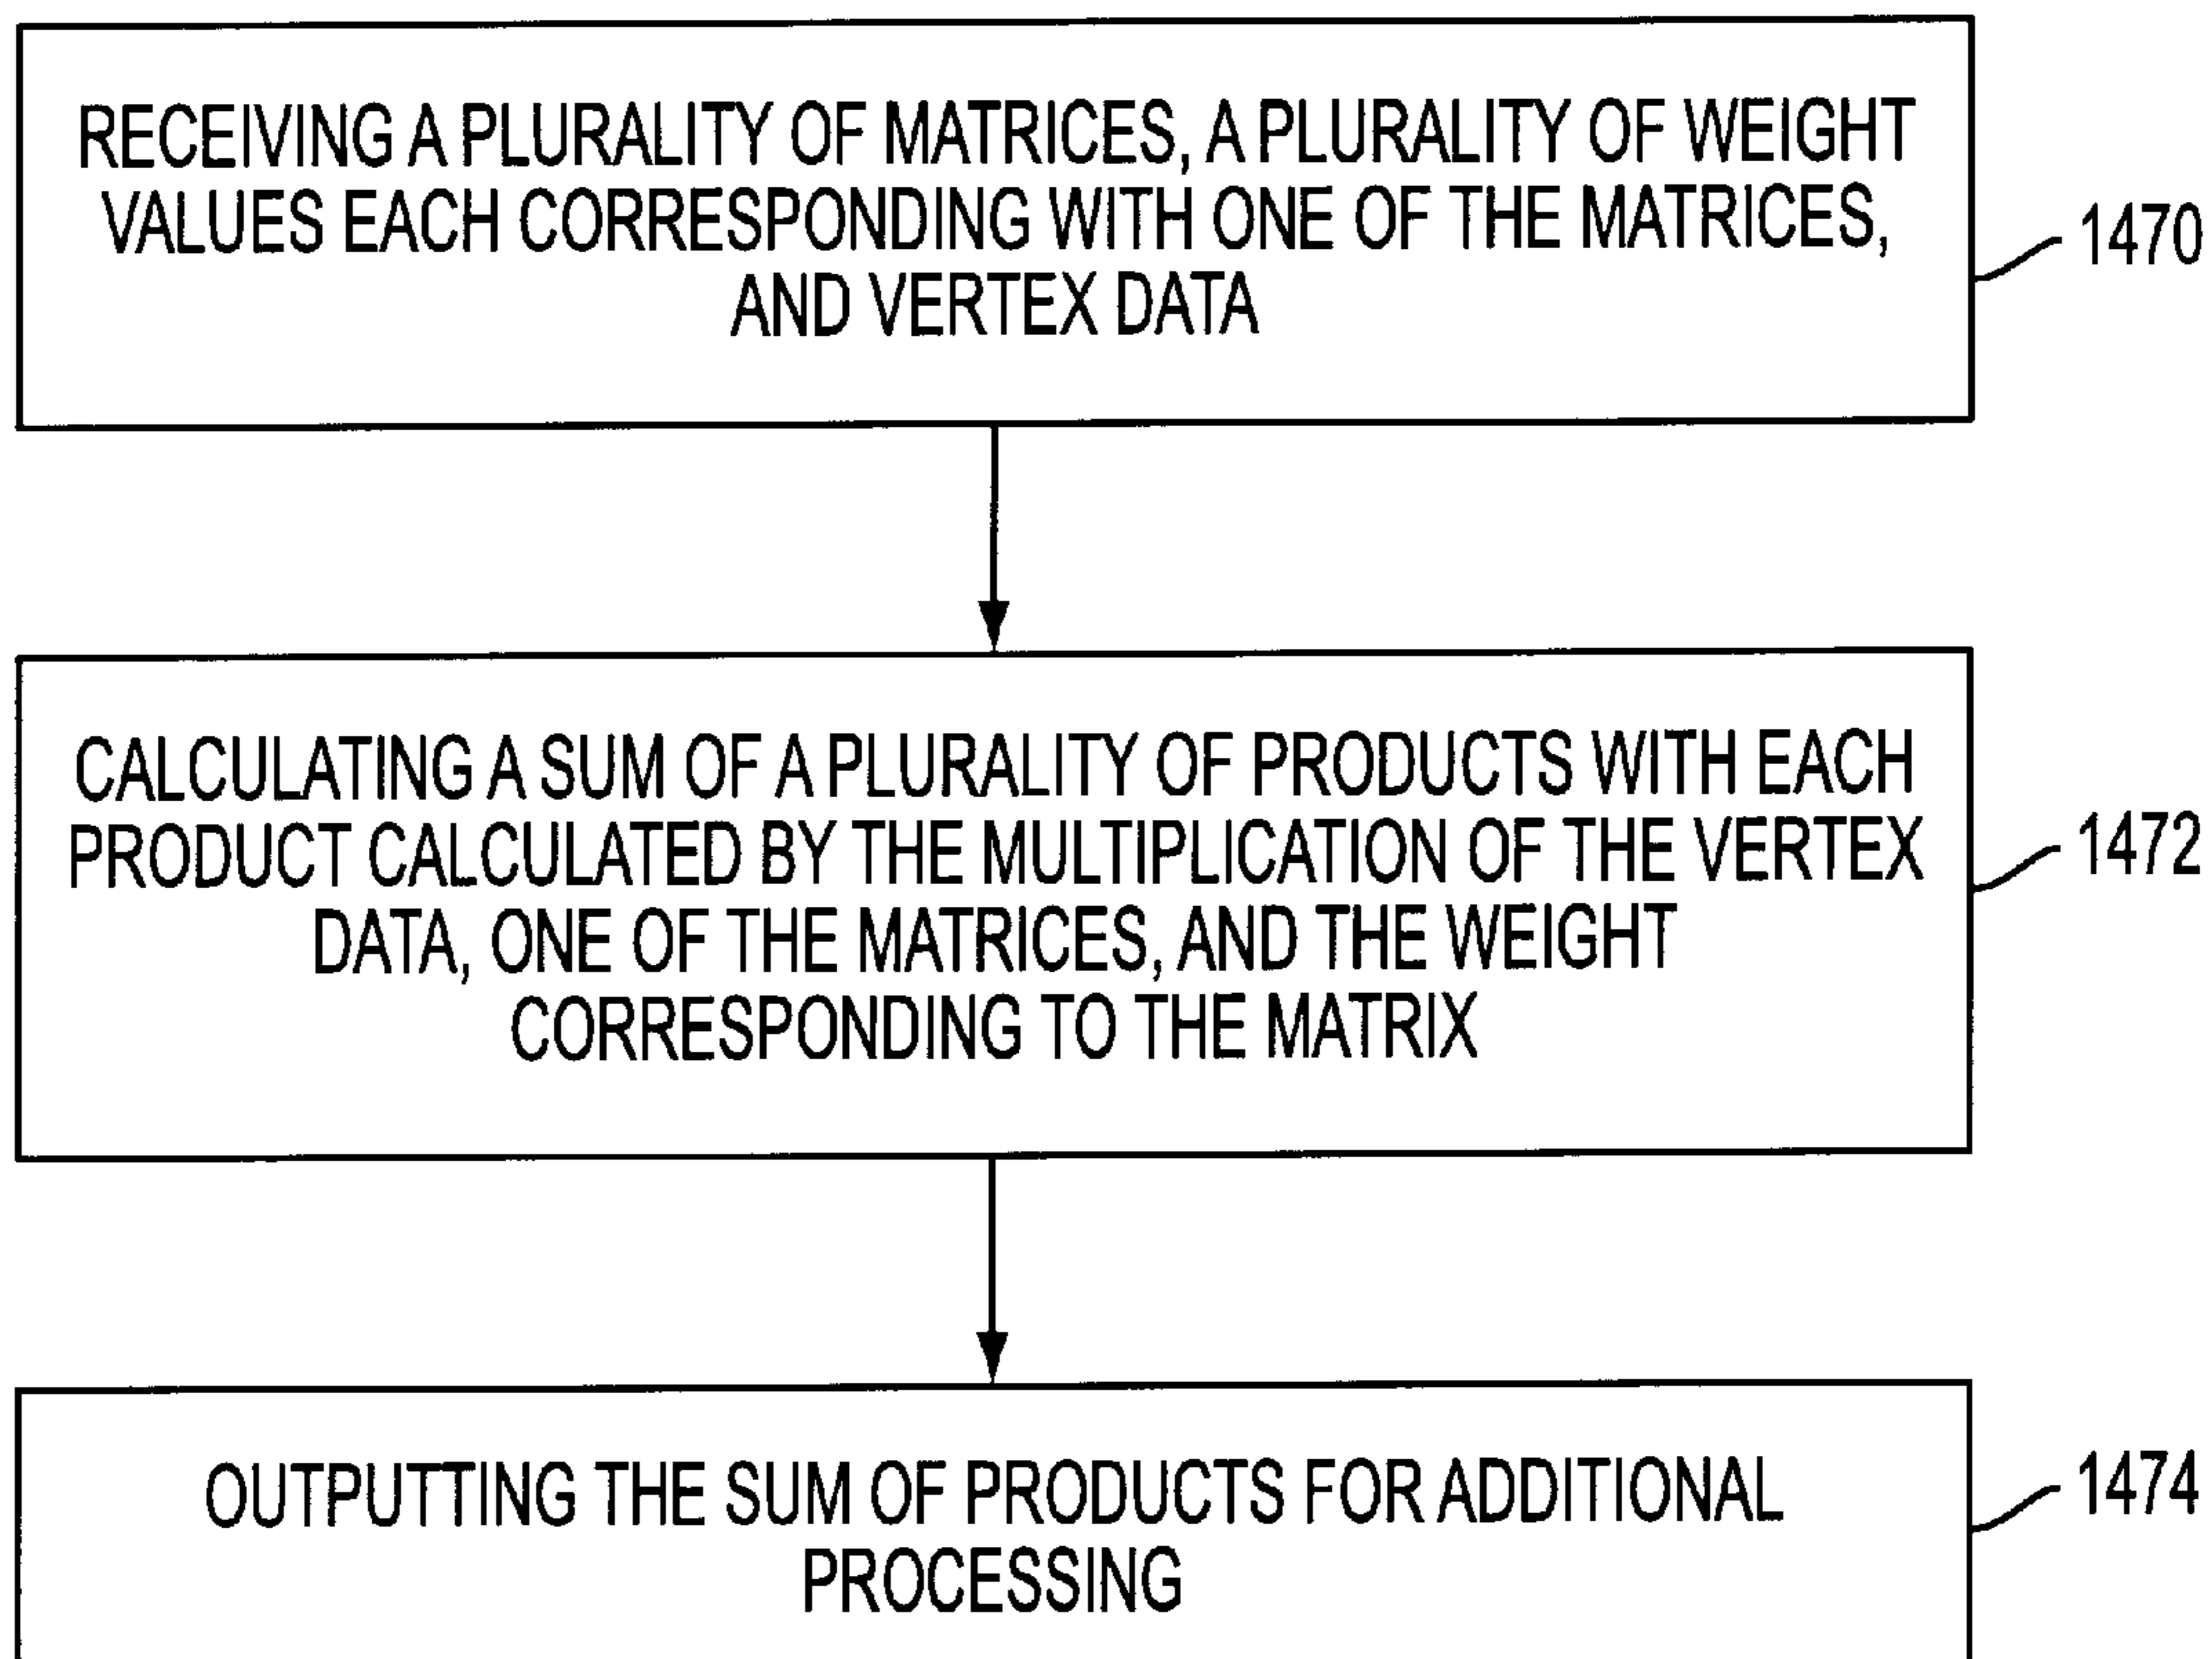 RECEIVING A PLURALITY OF MATRICES, A PLURALITY OF WEIGHT
VALUES EACH CORRESPONDING WITH ONE OF THE MATRICES,
AND VERTEX DATA
1470
CALCULATING A SUM OF A PLURALITY OF PRODUCTS WITH EACH
PRODUCT CALCULATED BY THE MULTIPLICATION OF THE VERTEX
DATA, ONE OF THE MATRICES, AND THE WEIGHT
CORRESPONDING TO THE MATRIX
1472
OUTPUTTING THE SUM OF PRODUCTS FOR ADDITIONAL
PROCESSING
1474